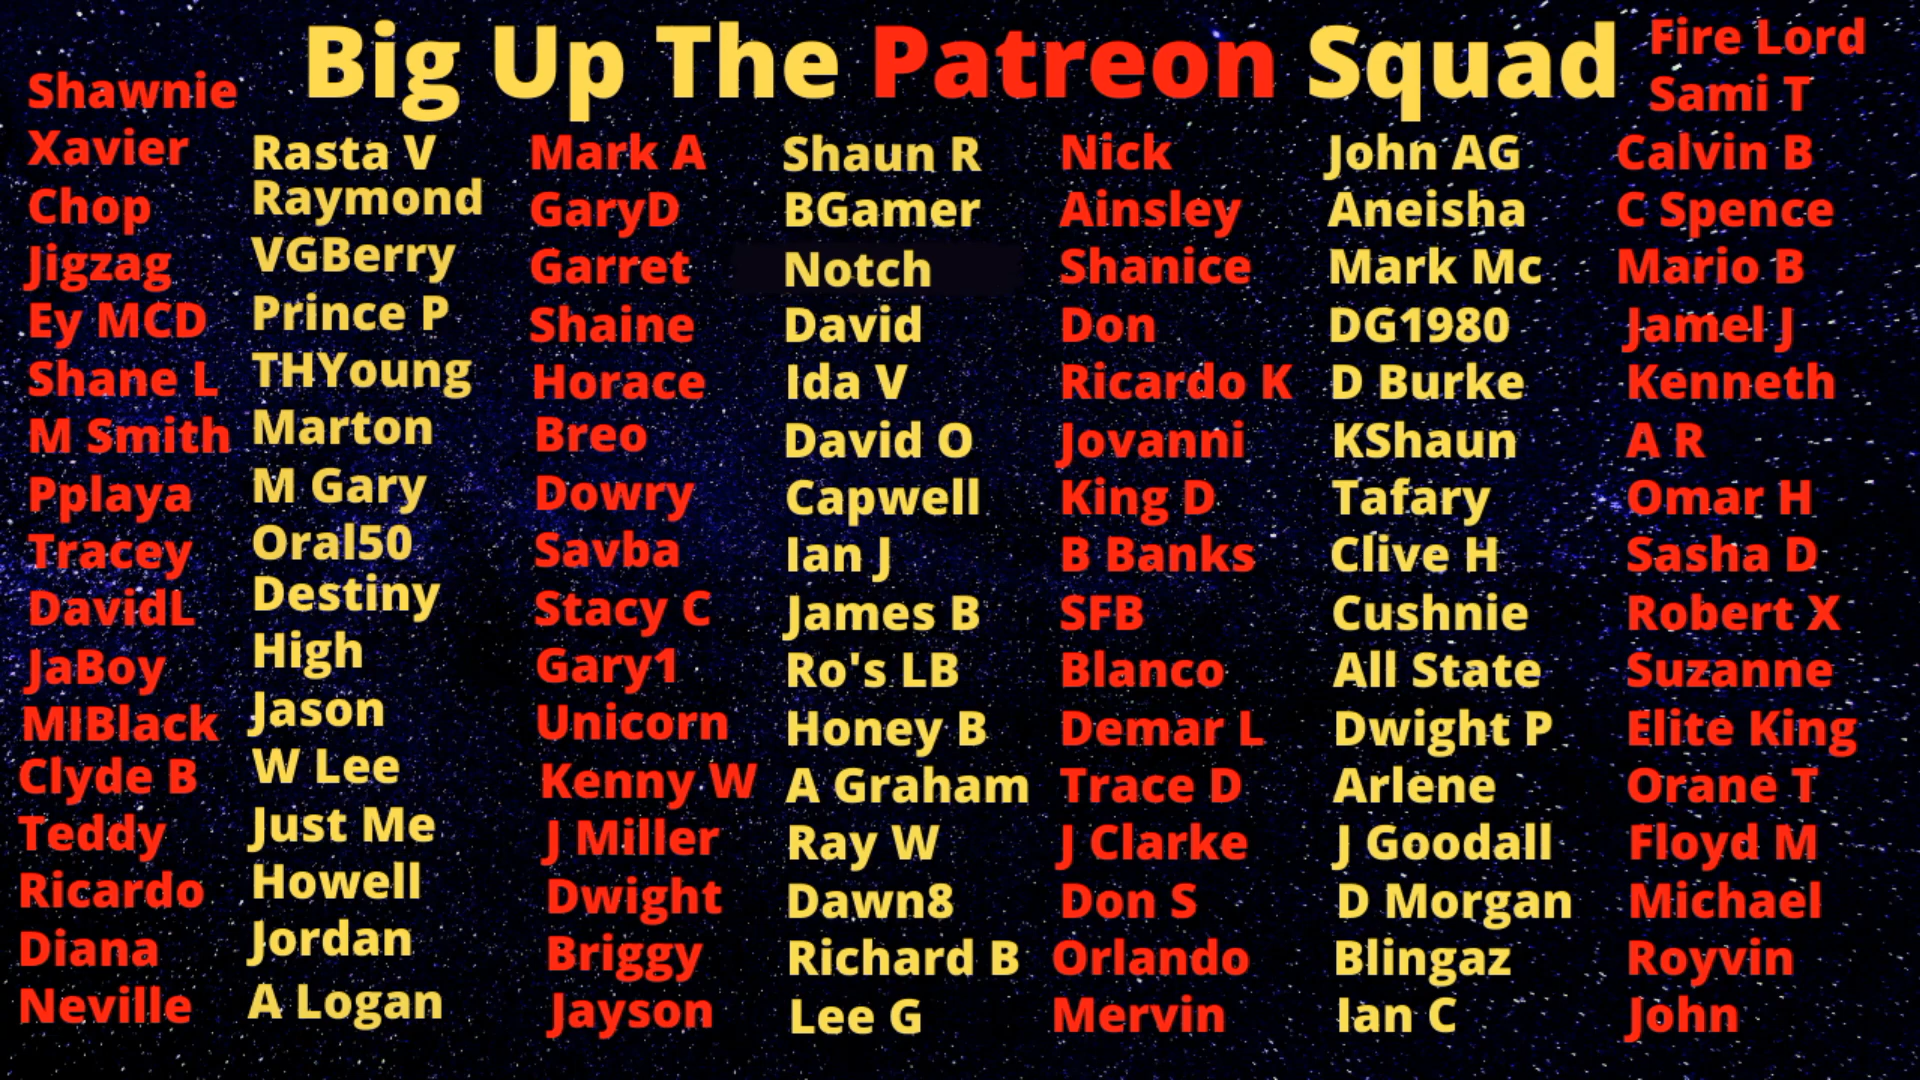 Big Up The Patreon Squad
Shawnie
Xavier
Chop
Jigzag
Ey MCD
Shane L
M Smith
Pplaya
Tracey
DavidL
JaBoy
MIBlack
Clyde B
Teddy
Ricardo
Diana
Neville
Rasta V
Raymond
VGBerry
Prince P
THYoung
Marton
M Gary
Oral50
Destiny
High
Jason
W Lee
Just Me
Howell
Jordan
A Logan
Mark A
GaryD
Garret
Shaine
Horace
Breo
Dowry
Savba
Stacy C
Gary1
Unicorn
Kenny W
J Miller
Dwight
Briggy
Jayson
Shaun R
BGamer
Notch
David
Ida V
David O
Capwell
Ian J
James B
Ro's LB
Honey B
A Graham
Ray W
Dawn8
Richard B
Lee G
Nick
Ainsley
Shanice
Don
Ricardo K
Jovanni
King D
B Banks
SFB
Blanco
Demar L
Trace D
J Clarke
Don S
Orlando
Mervin
John AG
Aneisha
Mark Mc
DG1980
D Burke
KShaun
Tafary
Clive H
Cushnie
All State
Dwight P
Arlene
J Goodall
D Morgan
Blingaz
Ian C
Fire Lord
Sami T
Calvin B
C Spence
Mario B
Jamel J
Kenneth
A R
Omar H
Sasha D
Robert X
Suzanne
Elite King
Orane T
Floyd M
Michael
Royvin
John